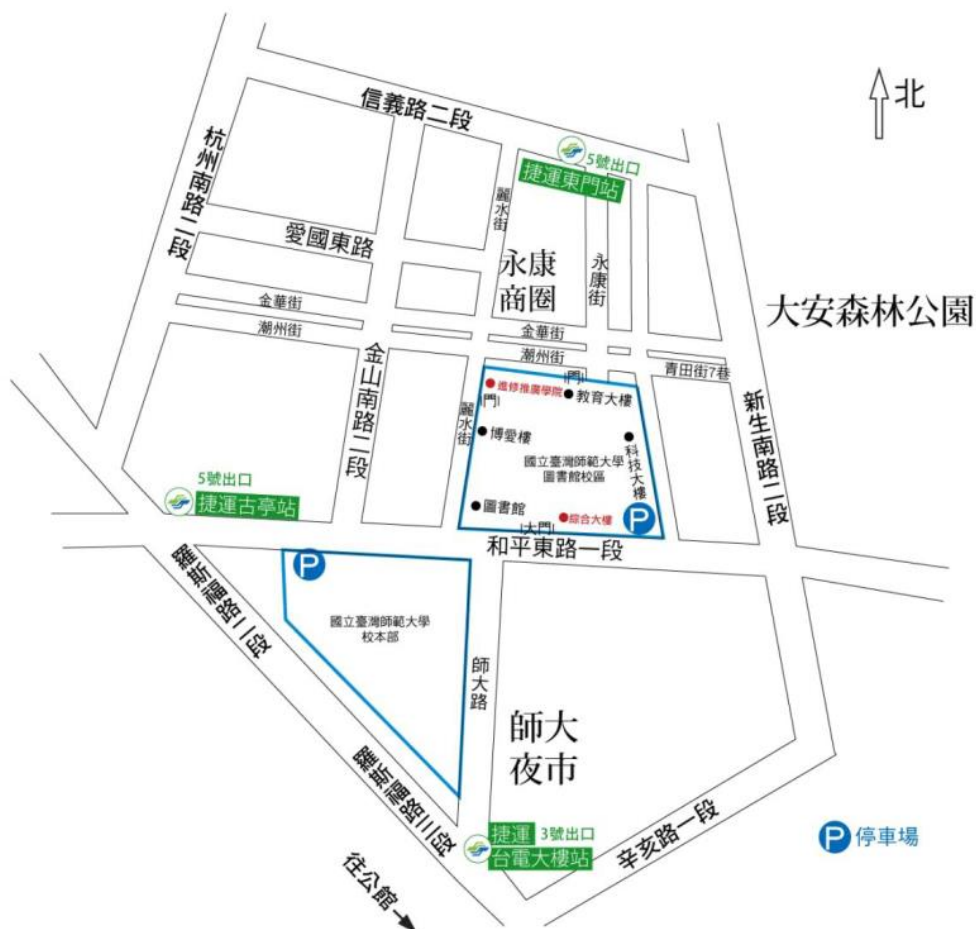 北
信義路二段
5號出口
捷運東門站
杭州南路二段
麗水街
愛國東路
永康
商圈
永康街
大安森林公園
金華街
金華街
潮州街
潮州街
青田街7巷
金山南路二段
門
進修推廣學院
門
教育大樓
麗水街
博愛樓
新生南路二段
科技大樓
國立臺灣師範大學
圖書館校區
5號出口
捷運古亭站
圖書館
綜合大樓
P
大門
和平東路一段
P
羅斯福路二段
國立臺灣師範大學
校本部
師大路
師大
夜市
羅斯福路三段
捷運 3號出口
台電大樓站
辛亥路一段
P 停車場
往公館